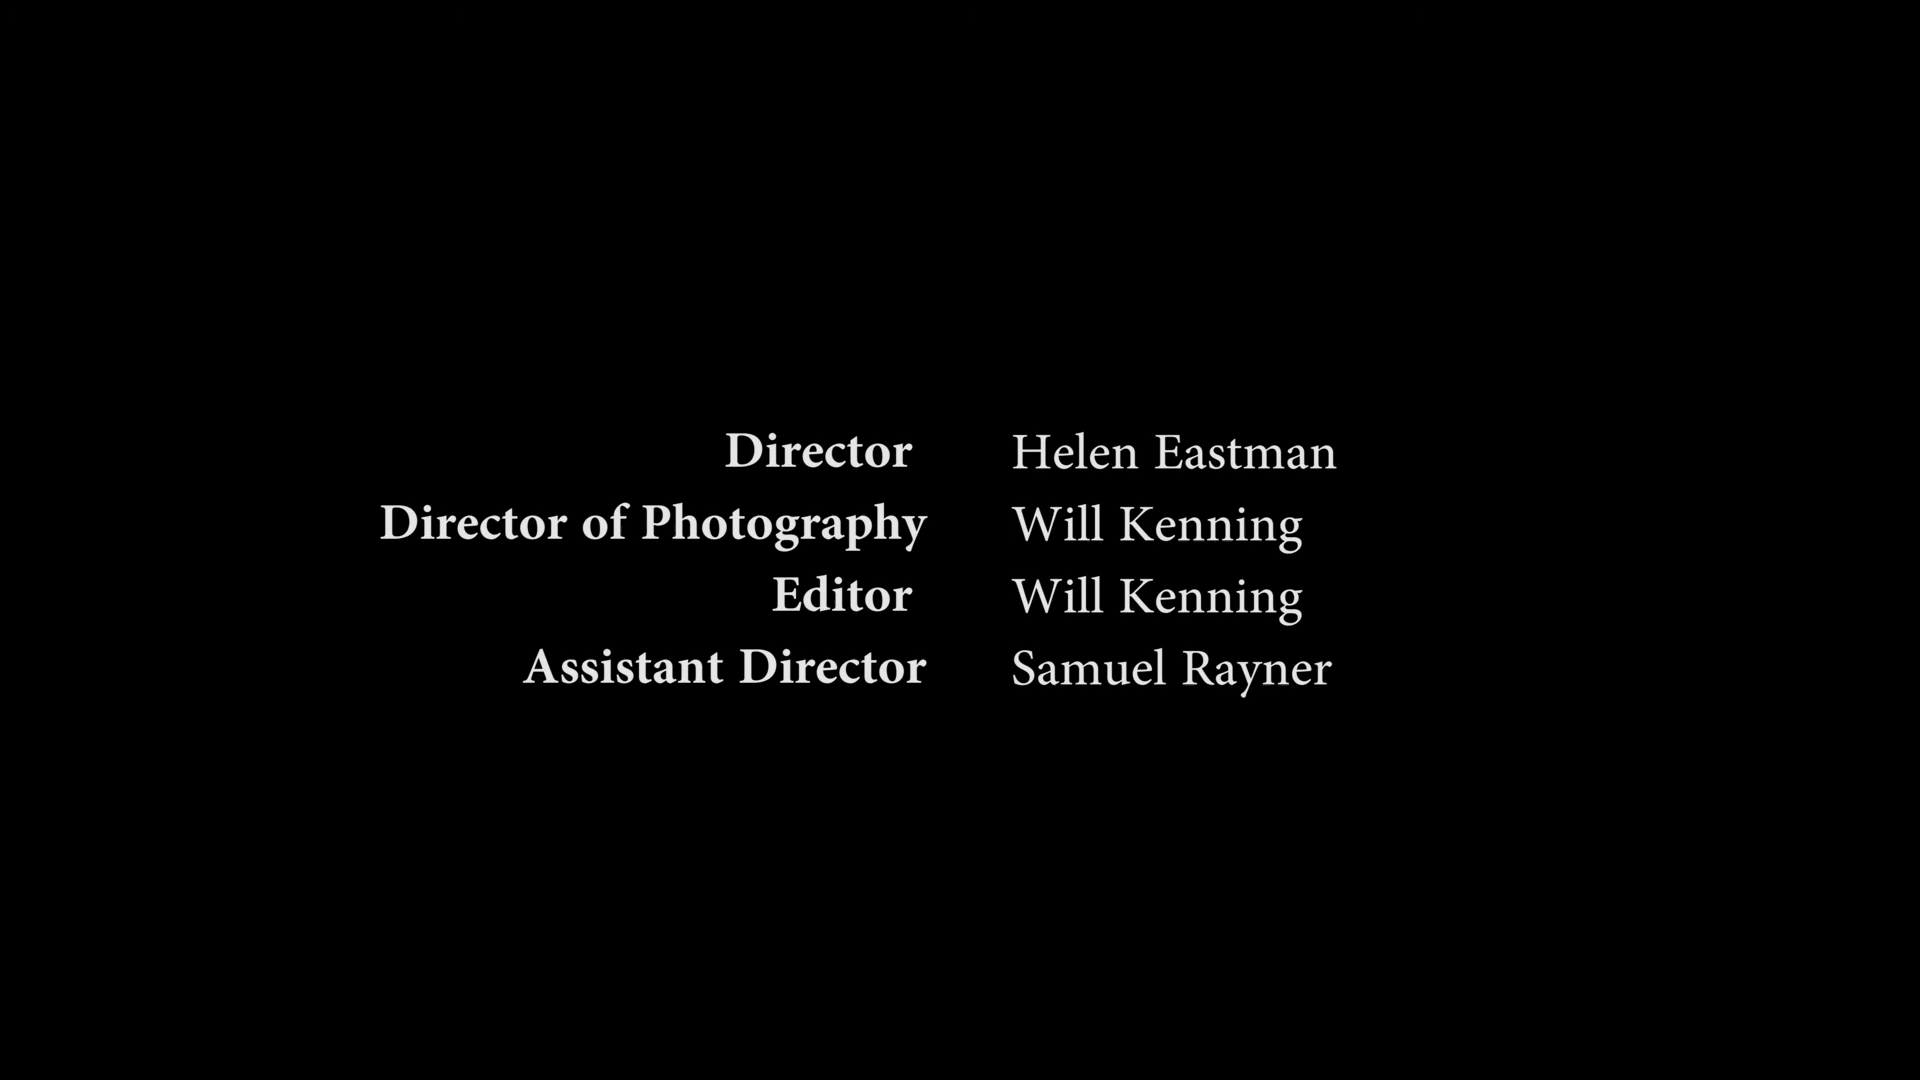 Director Helen Eastman
Director of Photography Will Kenning
Editor Will Kenning
Assistant Director Samuel Rayner